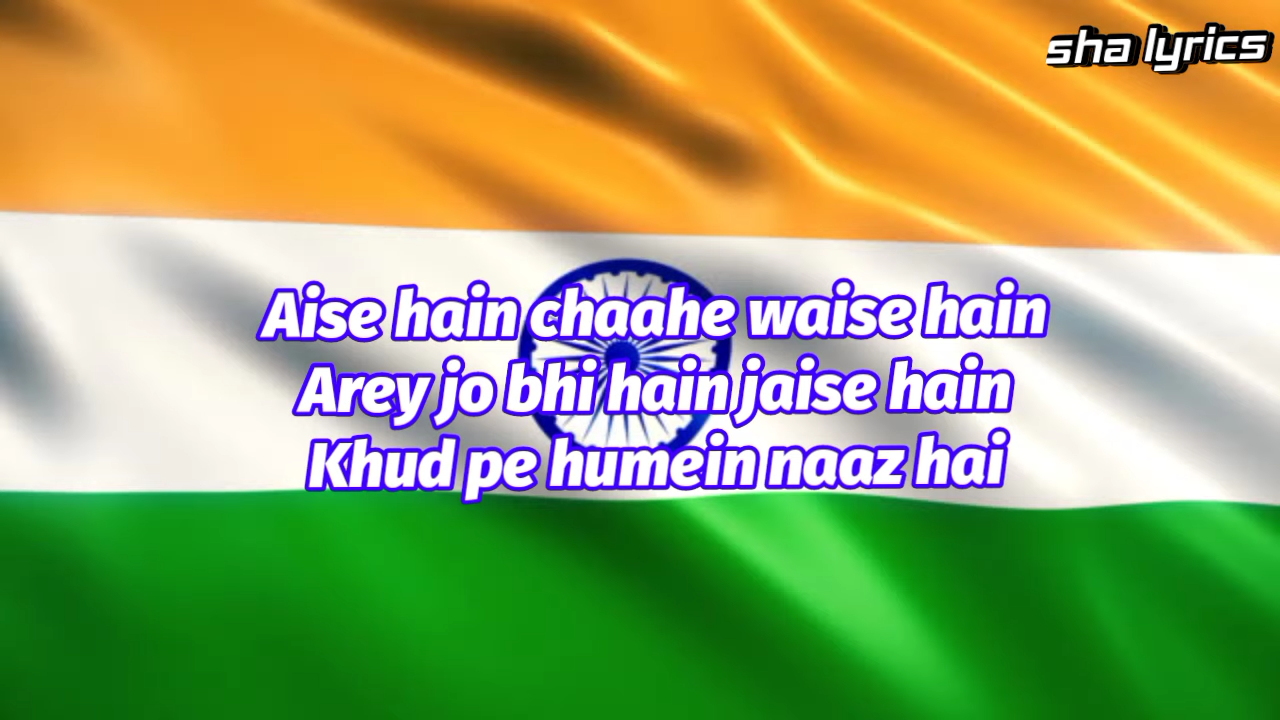 sha lyrics
Aise hain chaahe waise hain
Arey jo bhi hain jaise hain
Khud pe humein naaz hai